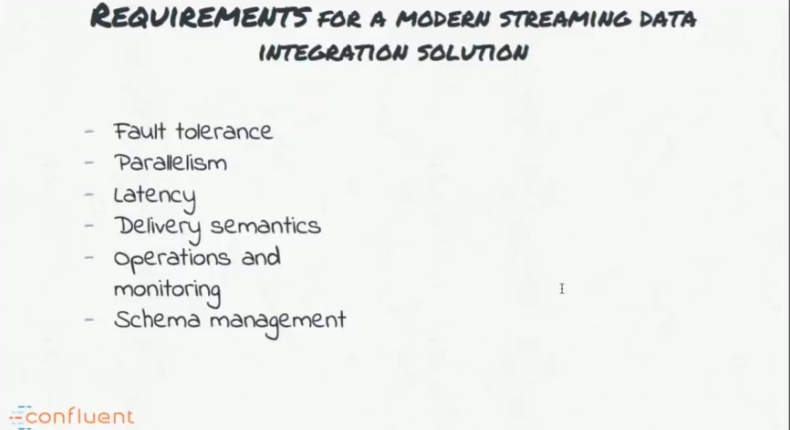 REQUIREMENTS FOR A MODERN STREAMING DATA
INTEGRATION SOLUTION
- Fault tolerance
- Parallelism
- Latency
- Delivery semantics
- Operations and
monitoring
- Schema management
confluent